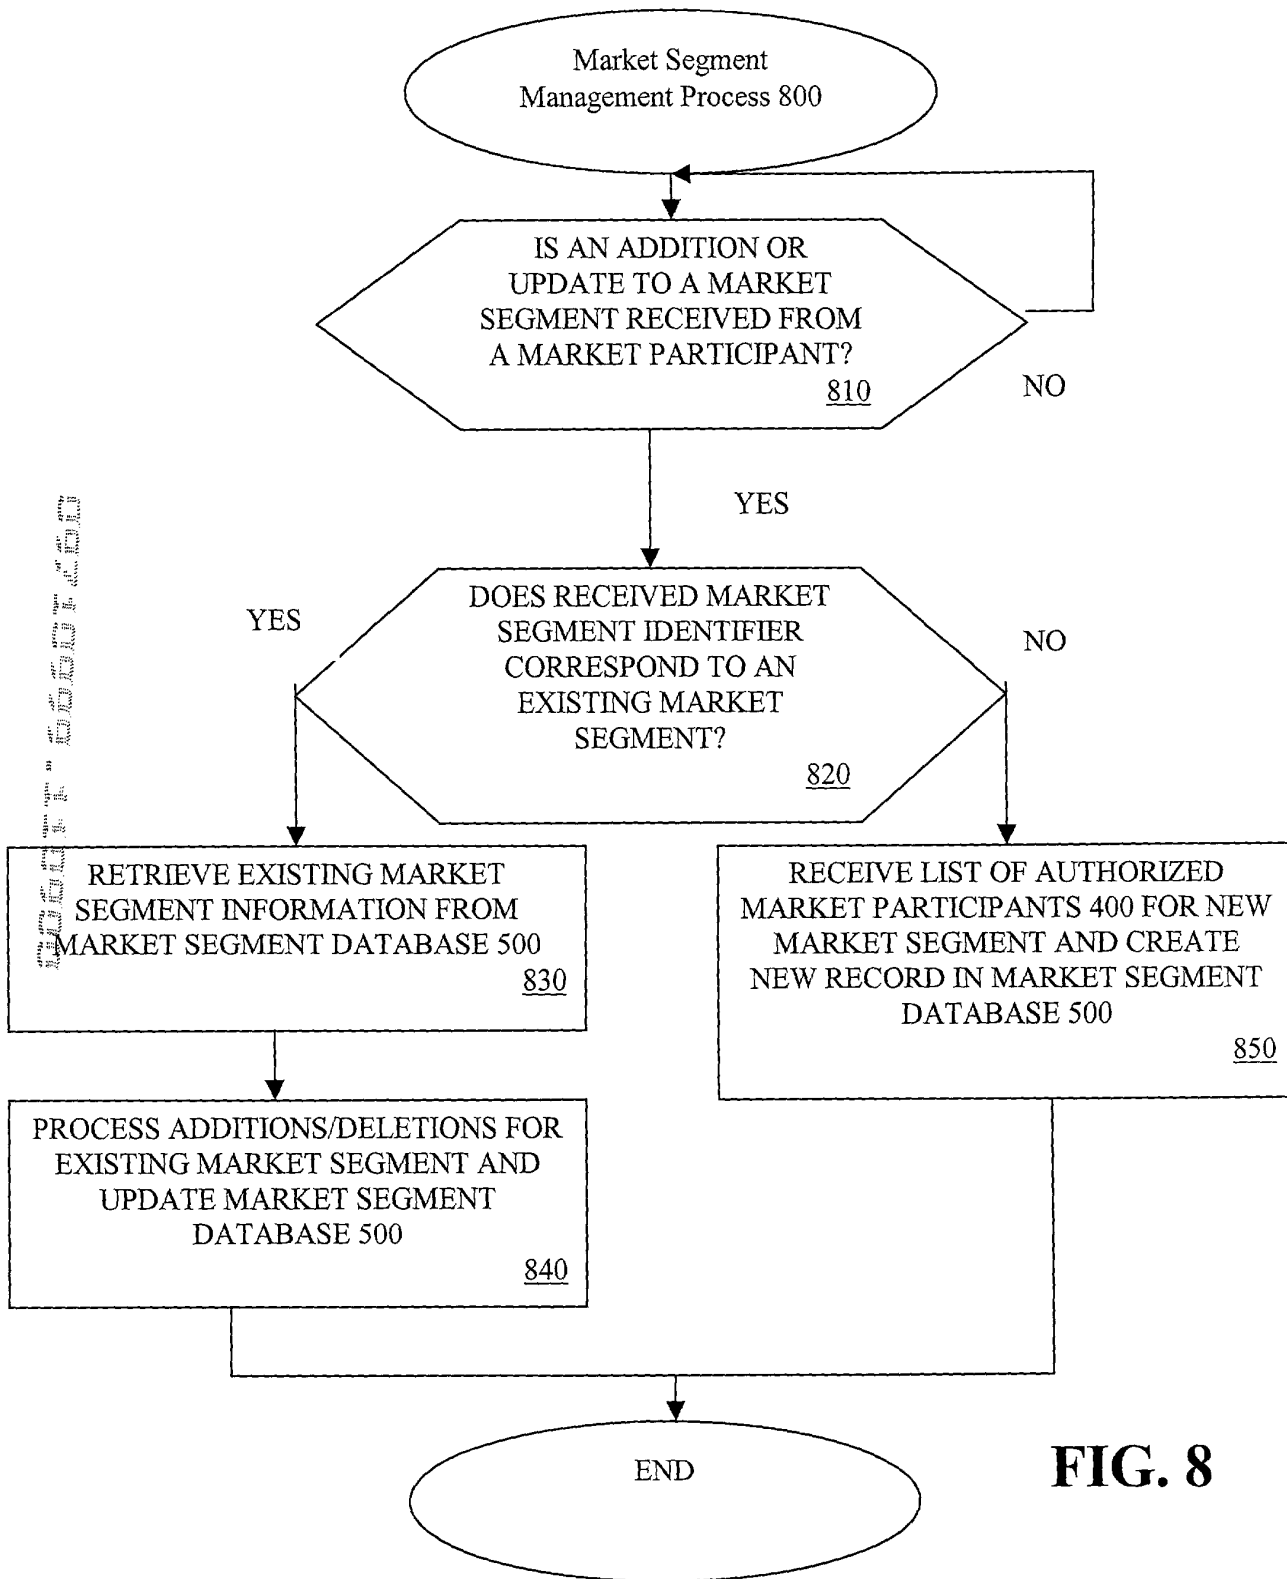 Market Segment
Management Process 800
IS AN ADDITION OR
UPDATE TO A MARKET
SEGMENT RECEIVED FROM
A MARKET PARTICIPANT?
810
NO
YES
DOES RECEIVED MARKET
SEGMENT IDENTIFIER
CORRESPOND TO AN
EXISTING MARKET
SEGMENT?
820
YES
NO
RETRIEVE EXISTING MARKET
SEGMENT INFORMATION FROM
MARKET SEGMENT DATABASE 500
830
RECEIVE LIST OF AUTHORIZED
MARKET PARTICIPANTS 400 FOR NEW
MARKET SEGMENT AND CREATE
NEW RECORD IN MARKET SEGMENT
DATABASE 500
850
PROCESS ADDITIONS/DELETIONS FOR
EXISTING MARKET SEGMENT AND
UPDATE MARKET SEGMENT
DATABASE 500
840
END
FIG. 8